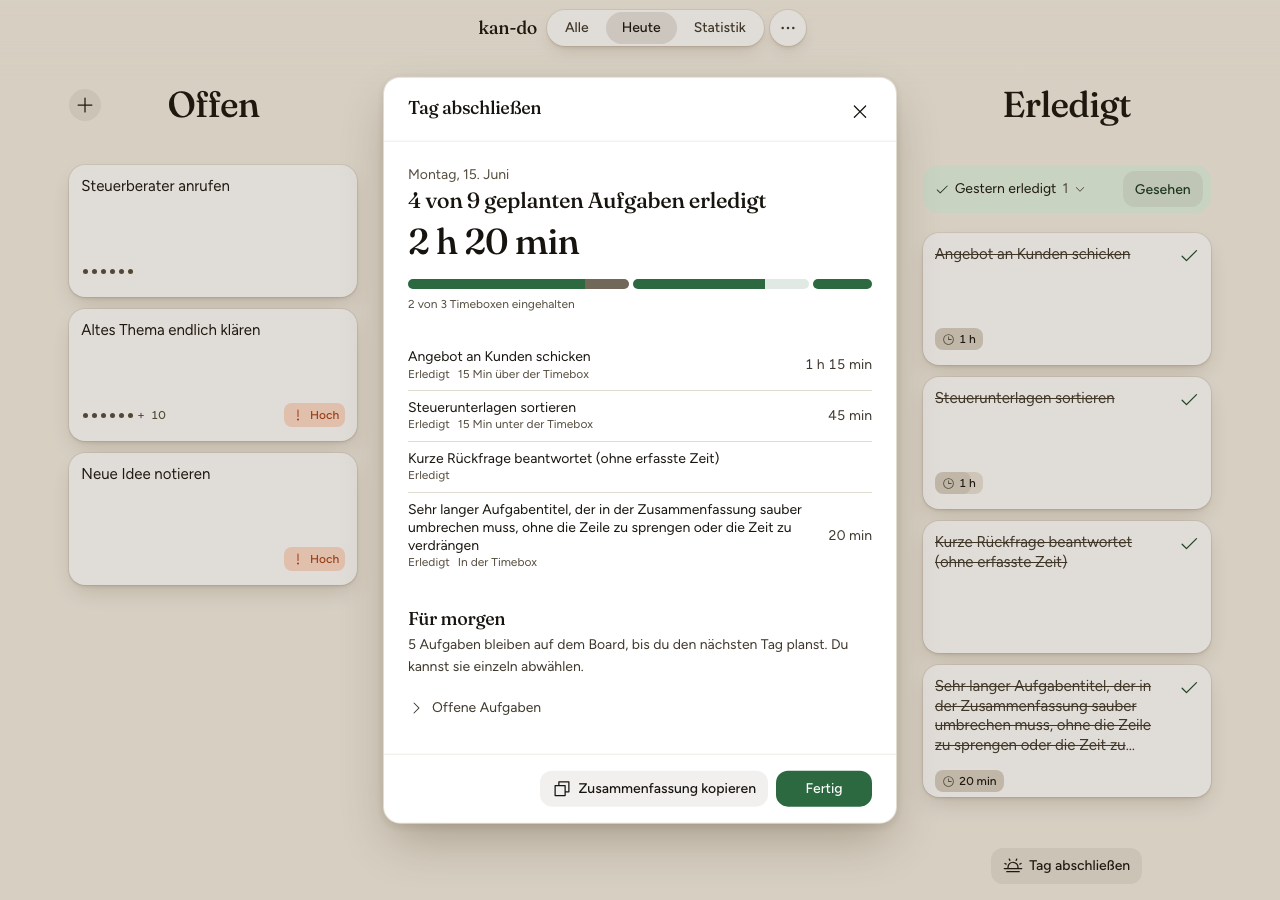 kan-do
Alle
Heute
Statistik
Offen
Steuerberater anrufen
Altes Thema endlich klären
+ 10
Hoch
Neue Idee notieren
Hoch
Tag abschließen
Montag, 15. Juni
4 von 9 geplanten Aufgaben erledigt
2 h 20 min
2 von 3 Timeboxen eingehalten
Angebot an Kunden schicken
Erledigt 15 Min über der Timebox
1 h 15 min
Steuerunterlagen sortieren
Erledigt 15 Min unter der Timebox
45 min
Kurze Rückfrage beantwortet (ohne erfasste Zeit)
Erledigt
Sehr langer Aufgabentitel, der in der Zusammenfassung sauber
umbrechen muss, ohne die Zeile zu sprengen oder die Zeit zu
verdrängen
Erledigt In der Timebox
20 min
Für morgen
5 Aufgaben bleiben auf dem Board, bis du den nächsten Tag planst. Du
kannst sie einzeln abwählen.
Offene Aufgaben
Zusammenfassung kopieren
Fertig
Erledigt
Gestern erledigt 1
Gesehen
Angebot an Kunden schicken
1 h
Steuerunterlagen sortieren
1 h
Kurze Rückfrage beantwortet
(ohne erfasste Zeit)
Sehr langer Aufgabentitel, der in
der Zusammenfassung sauber
umbrechen muss, ohne die Zeile
zu sprengen oder die Zeit zu...
20 min
Tag abschließen